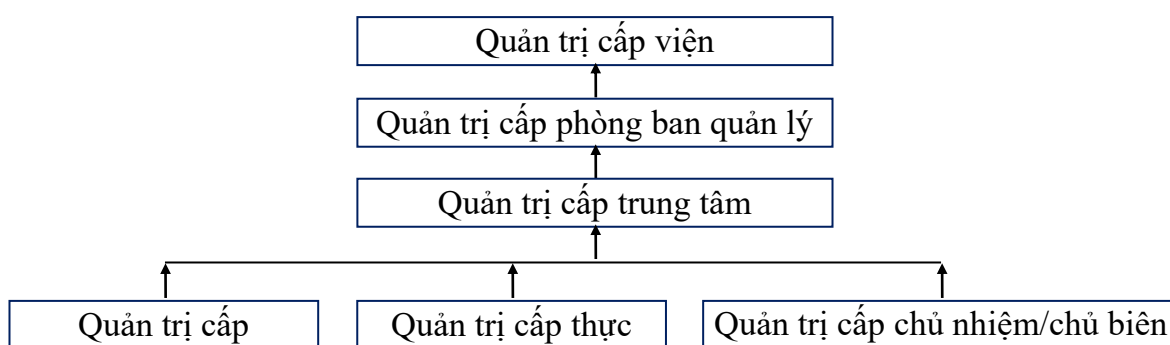 Quản trị cấp viện
Quản trị cấp phòng ban quản lý
Quản trị cấp trung tâm
Quản trị cấp
Quản trị cấp thực
Quản trị cấp chủ nhiệm/chủ biên